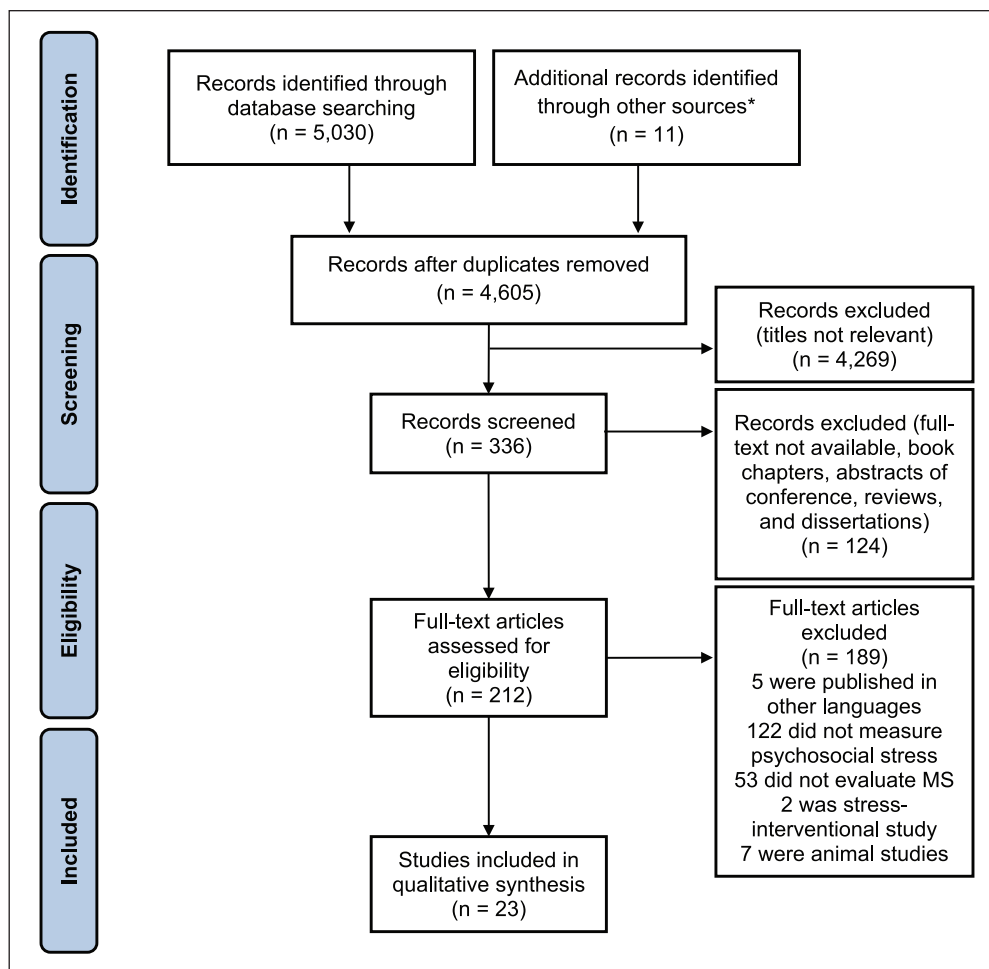 Identification
Records identified through
database searching
(n = 5,030)
Additional records identified
through other sources*
(n = 11)
Records after duplicates removed
(n = 4,605)
Screening
Records excluded
(titles not relevant)
(n = 4,269)
Records screened
(n = 336)
Records excluded (full-
text not available, book
chapters, abstracts of
conference, reviews,
and dissertations)
(n = 124)
Eligibility
Full-text articles
assessed for
eligibility
(n = 212)
Full-text articles
excluded
(n = 189)
5 were published in
other languages
122 did not measure
psychosocial stress
53 did not evaluate MS
2 was stress-
interventional study
7 were animal studies
Included
Studies included in
qualitative synthesis
(n = 23)